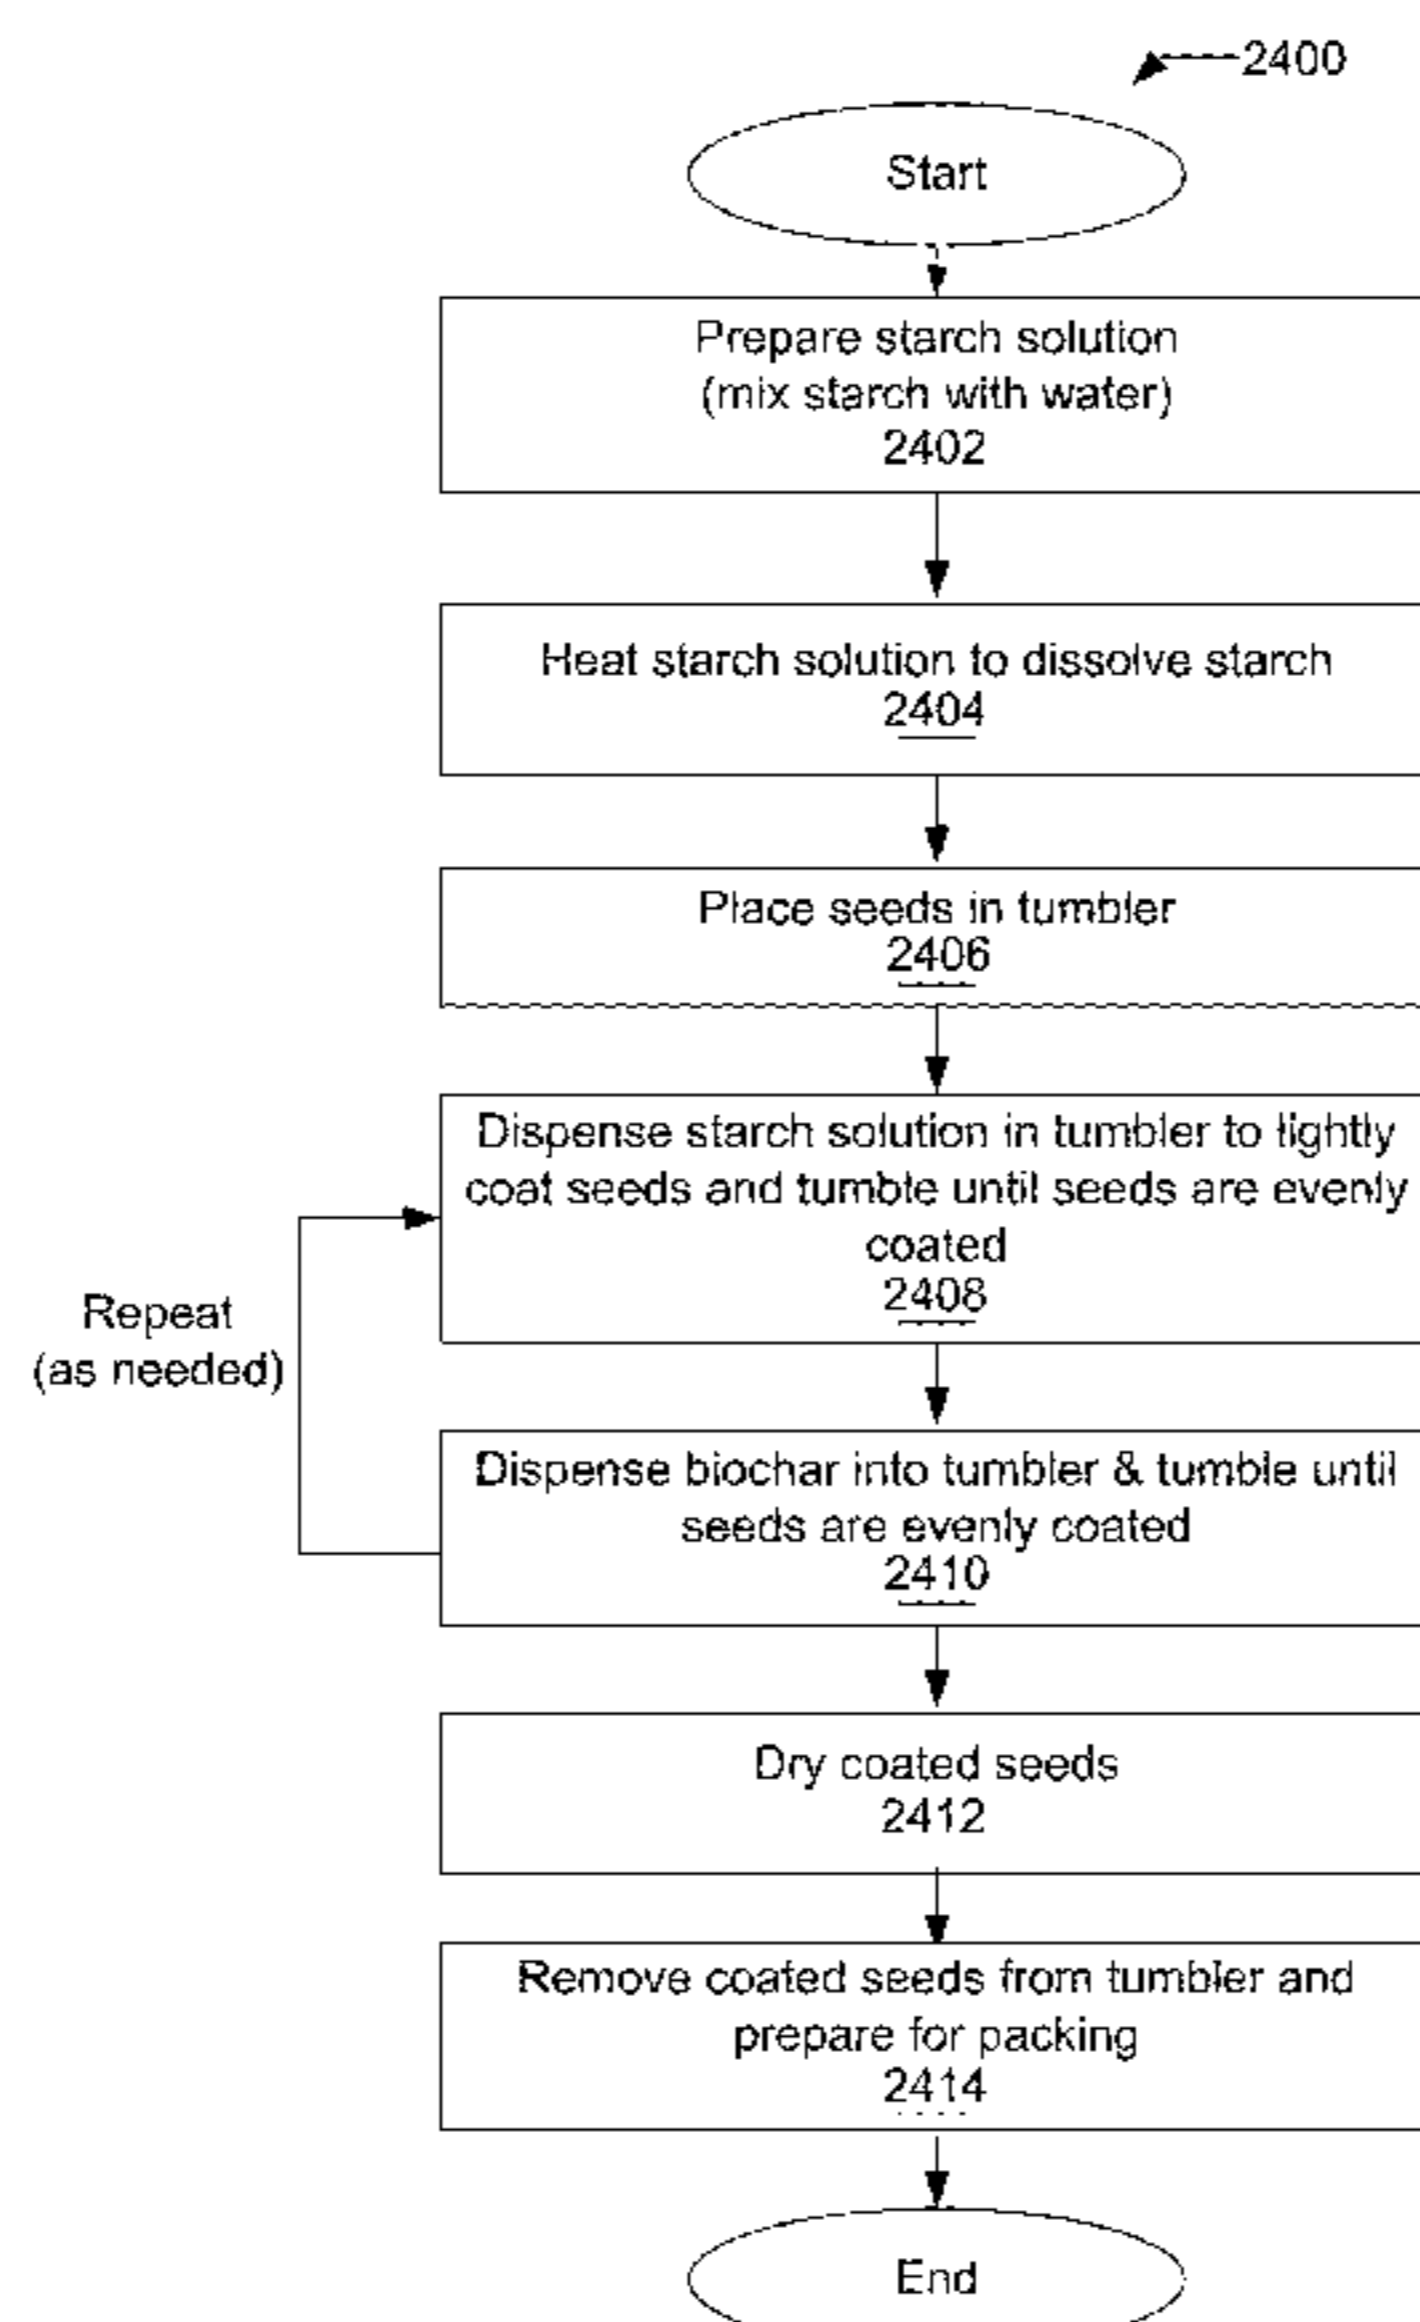 2400
Start
Prepare starch solution
(mix starch with water)
2402
Heat starch solution to dissolve starch
2404
Place seeds in tumbler
2406
Dispense starch solution in tumbler to lightly
coat seeds and tumble until seeds are evenly
coated
2408
Repeat
(as needed)
Dispense biochar into tumbler & tumble until
seeds are evenly coated
2410
Dry coated seeds
2412
Remove coated seeds from tumbler and
prepare for packing
2414
End